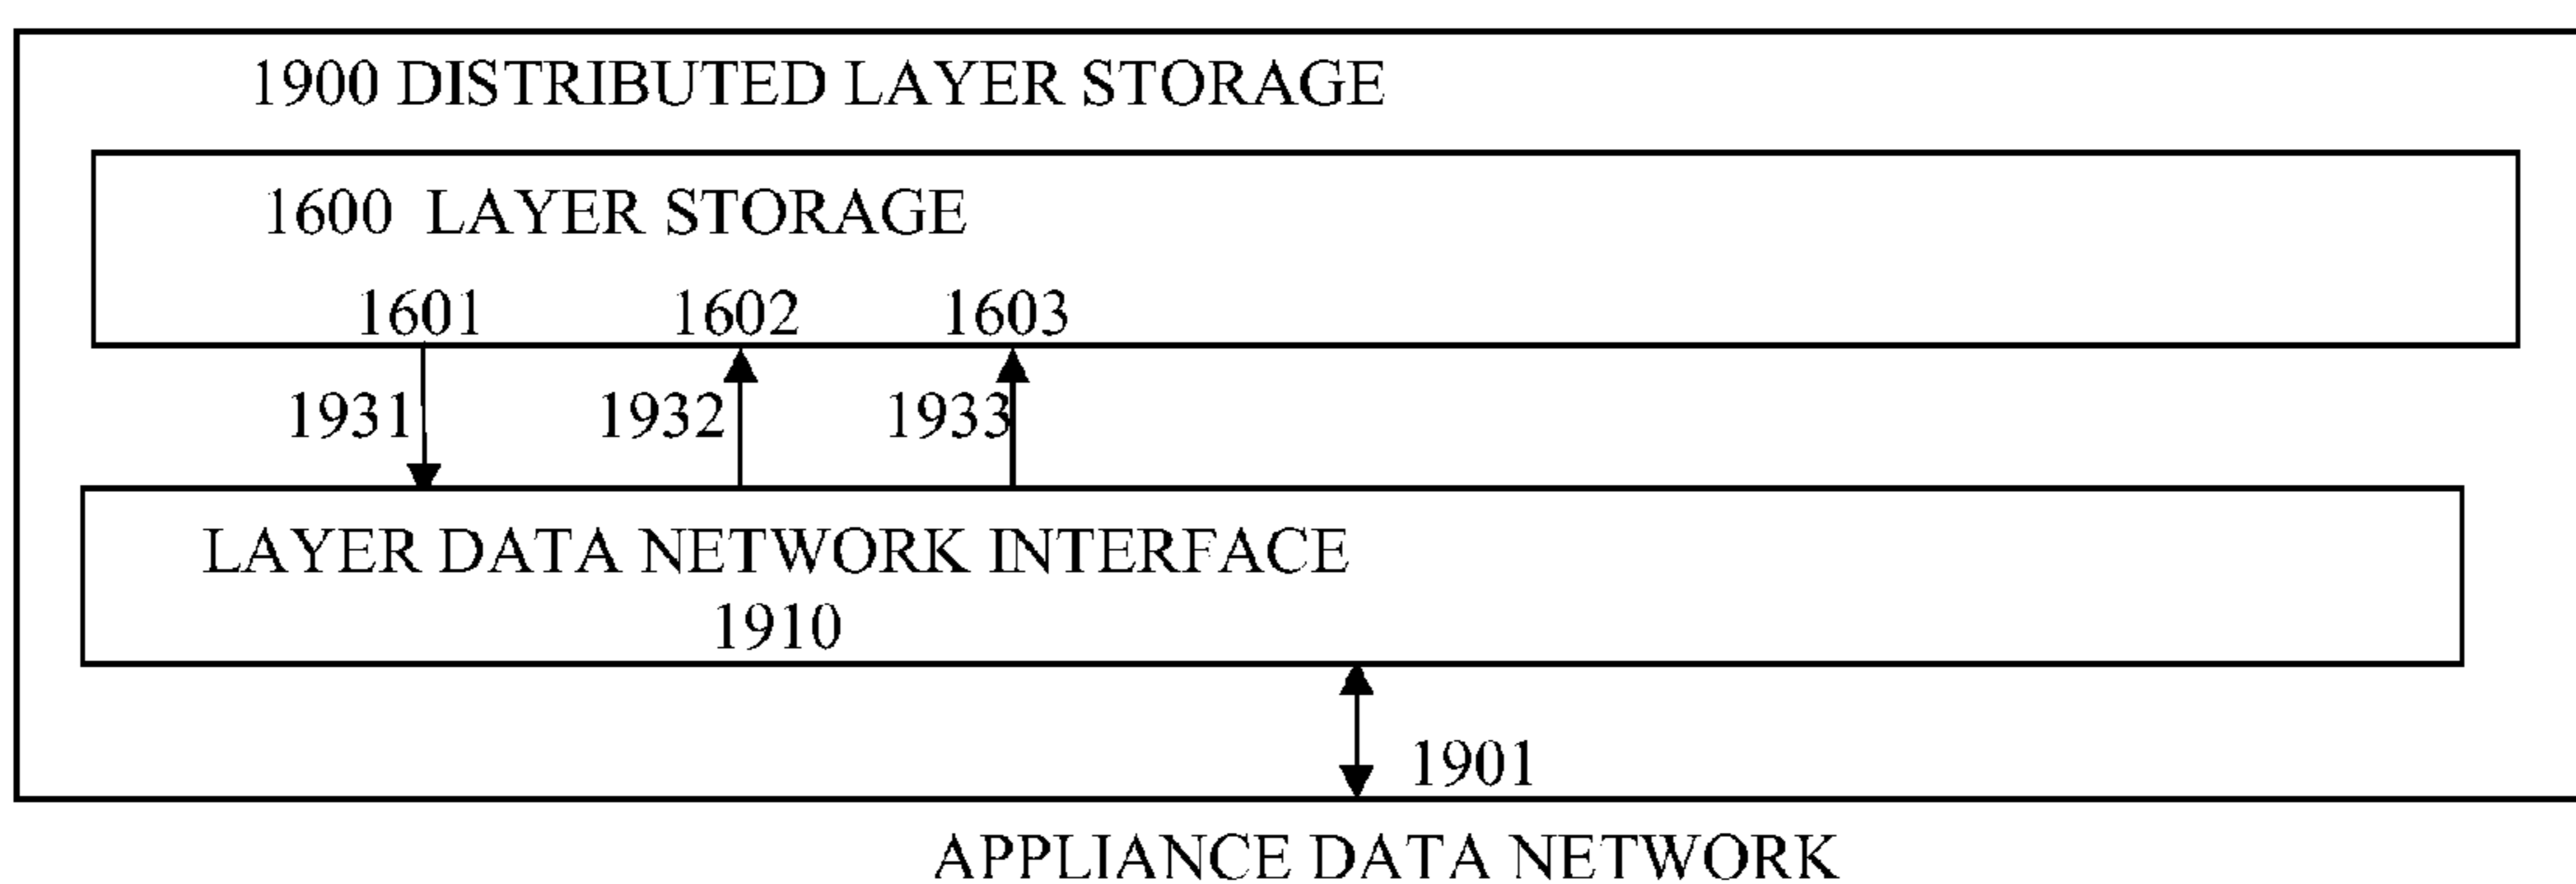 1900 DISTRIBUTED LAYER STORAGE
1600 LAYER STORAGE
1601 1602 1603
1931 1932 1933
LAYER DATA NETWORK INTERFACE
1910
1901
APPLIANCE DATA NETWORK